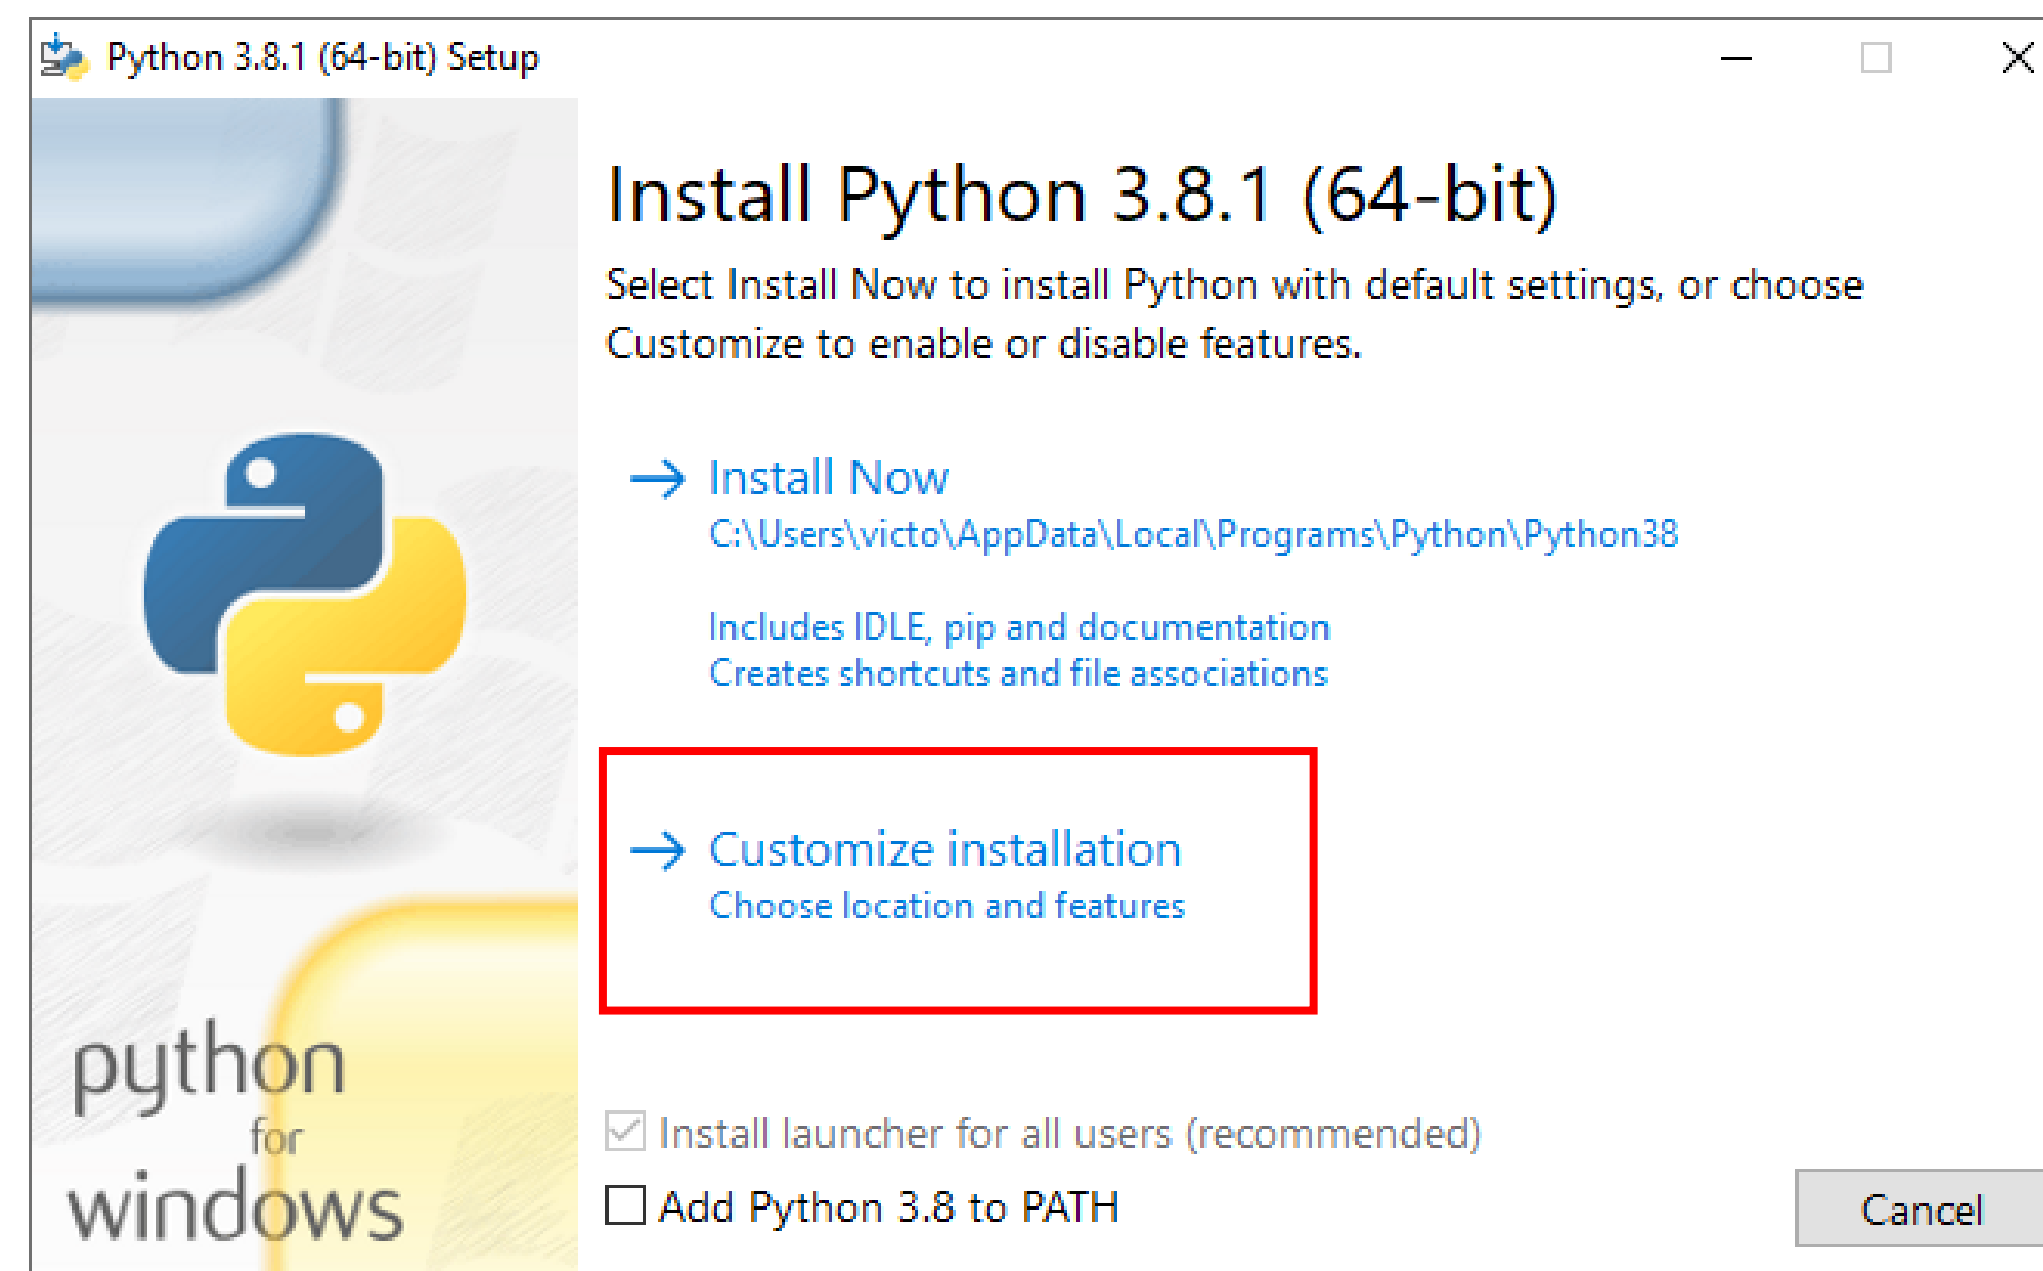 Python 3.8.1 (64-bit) Setup
Install Python 3.8.1 (64-bit)
Select Install Now to install Python with default settings, or choose
Customize to enable or disable features.
Install Now
C:\Users\victo\AppData\Local\Programs\Python\Python38
Includes IDLE, pip and documentation
Creates shortcuts and file associations
Customize installation
Choose location and features
python
for
windows
Install launcher for all users (recommended)
Add Python 3.8 to PATH
Cancel